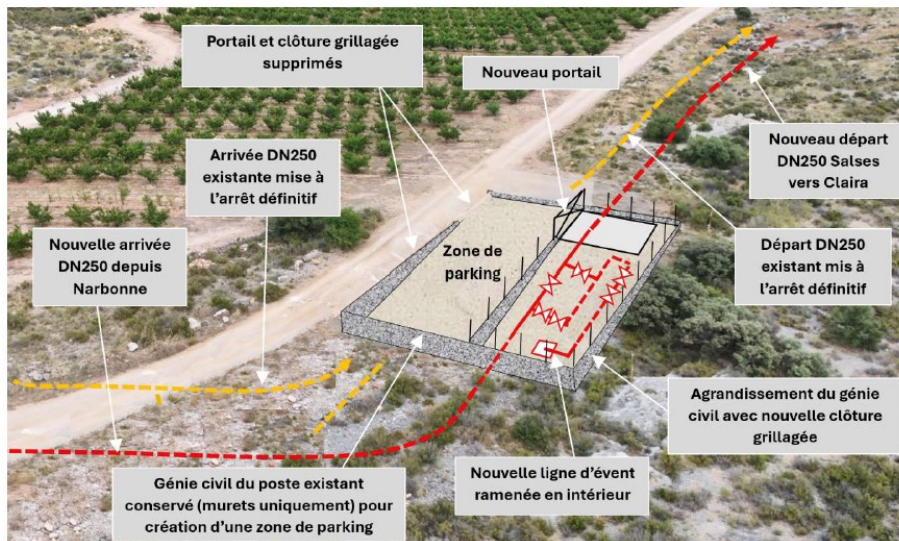 Portail et clôture grillagée
supprimés
Nouveau portail
Arrivée DN250
existante mise à
l’arrêt définitif
Nouveau départ
DN250 Salses
vers Claira
Nouvelle arrivée
DN250 depuis
Narbonne
Zone de
parking
Départ DN250
existant mis à
l’arrêt définitif
Agrandissement du génie
civil avec nouvelle clôture
grillagée
Génie civil du poste existant
conservé (murets uniquement) pour
création d’une zone de parking
Nouvelle ligne d’évent
ramenée en intérieur